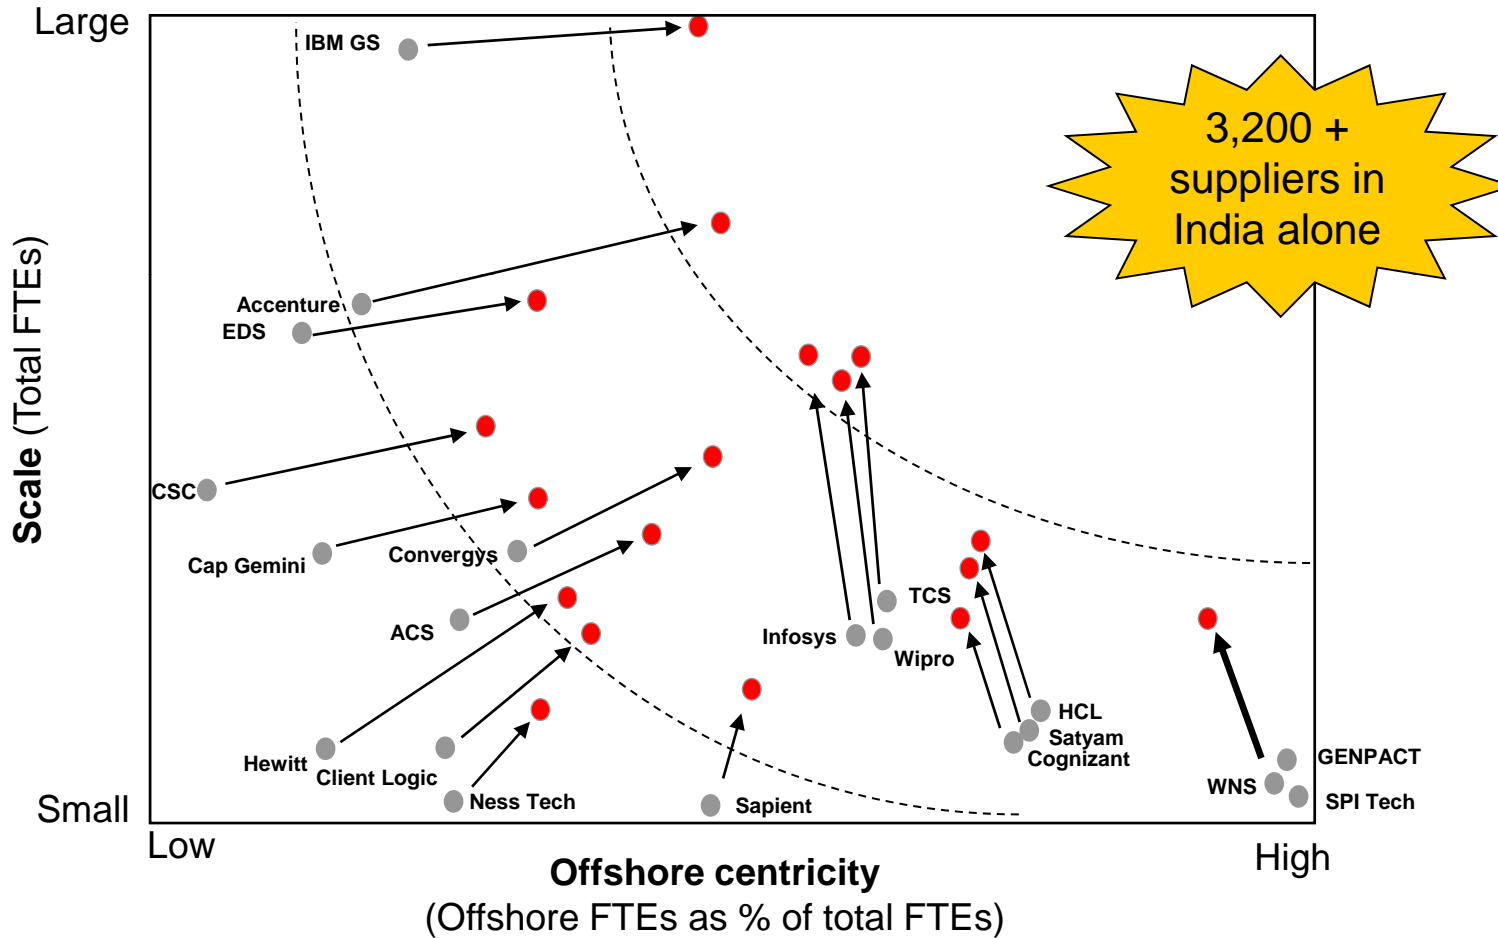 Large
IBM GS
3,200 +
suppliers in
India alone
Scale (Total FTEs)
Accenture
EDS
CSC
Cap Gemini
Convergys
ACS
TCS
Infosys
Wipro
HCL
Satyam
Cognizant
Hewitt
Client Logic
Ness Tech
Sapient
GENPACT
WNS
SPI Tech
Small
Low
High
Offshore centricity
(Offshore FTEs as % of total FTEs)